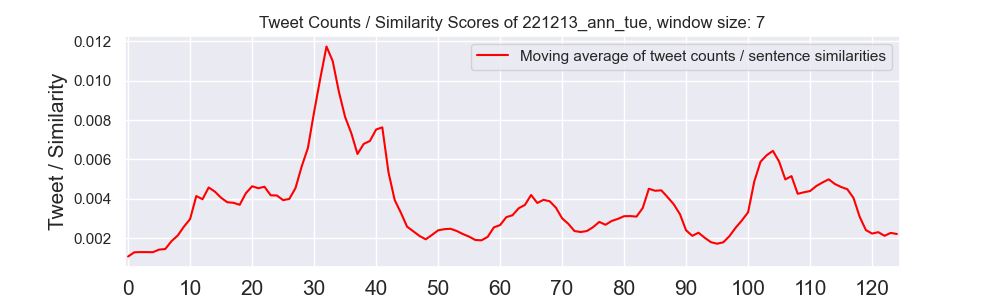 Tweet Counts / Similarity Scores of 221213_ann_tue, window size: 7
Moving average of tweet counts / sentence similarities
Tweet / Similarity
0.012
0.010
0.008
0.006
0.004
0.002
0 10 20 30 40 50 60 70 80 90 100 110 120